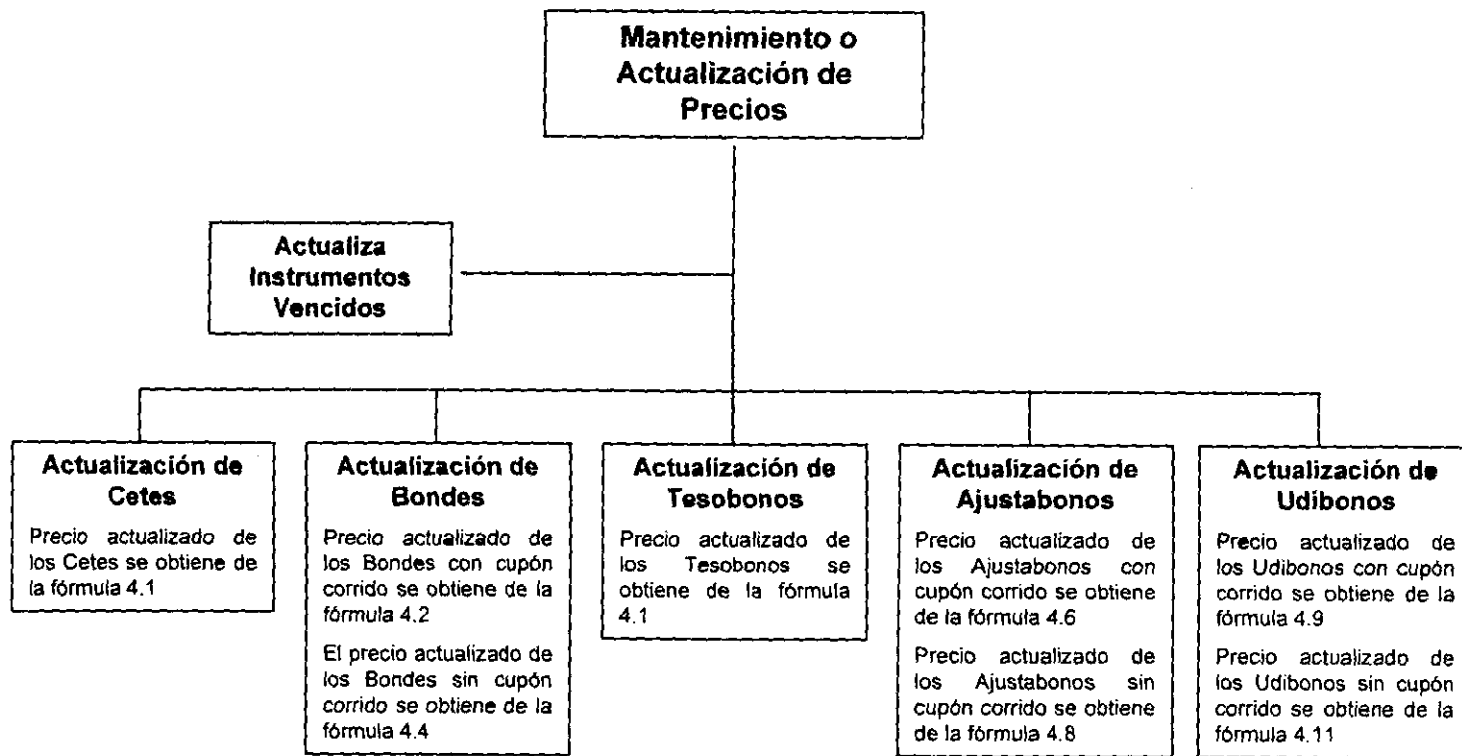 Mantenimiento o
Actualización de
Precios
Actualiza
Instrumentos
Vencidos
Actualización de
Cetes
Precio actualizado de
los Cetes se obtiene de
la fórmula 4.1
Actualización de
Bondes
Precio actualizado de
los Bondes con cupón
corrido se obtiene de la
fórmula 4.2
El precio actualizado de
los Bondes sin cupón
corrido se obtiene de la
fórmula 4.4
Actualización de
Tesobonos
Precio actualizado de
los Tesobonos se
obtiene de la fórmula
4.1
Actualización de
Ajustabonos
Precio actualizado de
los Ajustabonos con
cupón corrido se obtiene
de la fórmula 4.6
Precio actualizado de
los Ajustabonos sin
cupón corrido se obtiene
de la fórmula 4.8
Actualización de
Udibonos
Precio actualizado de
los Udibonos con cupón
corrido se obtiene de la
fórmula 4.9
Precio actualizado de
los Udibonos sin cupón
corrido se obtiene de la
fórmula 4.11